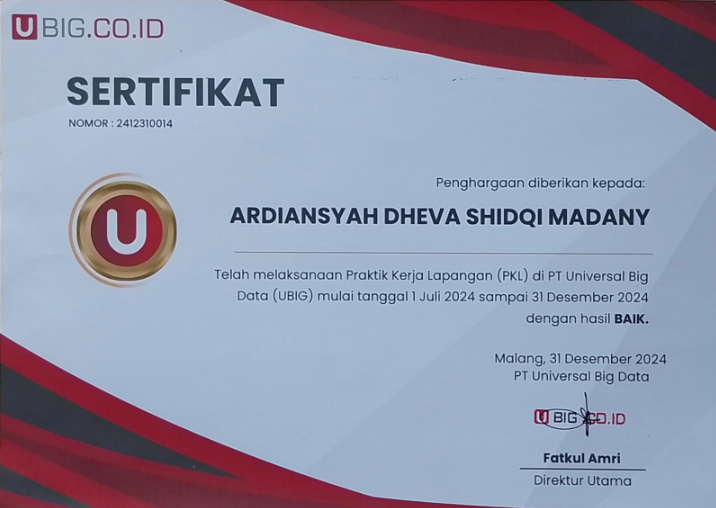 UBIG.CO.ID
SERTIFIKAT
NOMOR : 2412310014
Penghargaan diberikan kepada:
ARDIANSYAH DHEVA SHIDQI MADANY
U
Telah melaksanaan Praktik Kerja Lapangan (PKL) di PT Universal Big
Data (UBIG) mulai tanggal 1 Juli 2024 sampai 31 Desember 2024
dengan hasil BAIK.
Malang, 31 Desember 2024
PT Universal Big Data
UBIG.CO.ID
Fatkul Amri
Direktur Utama